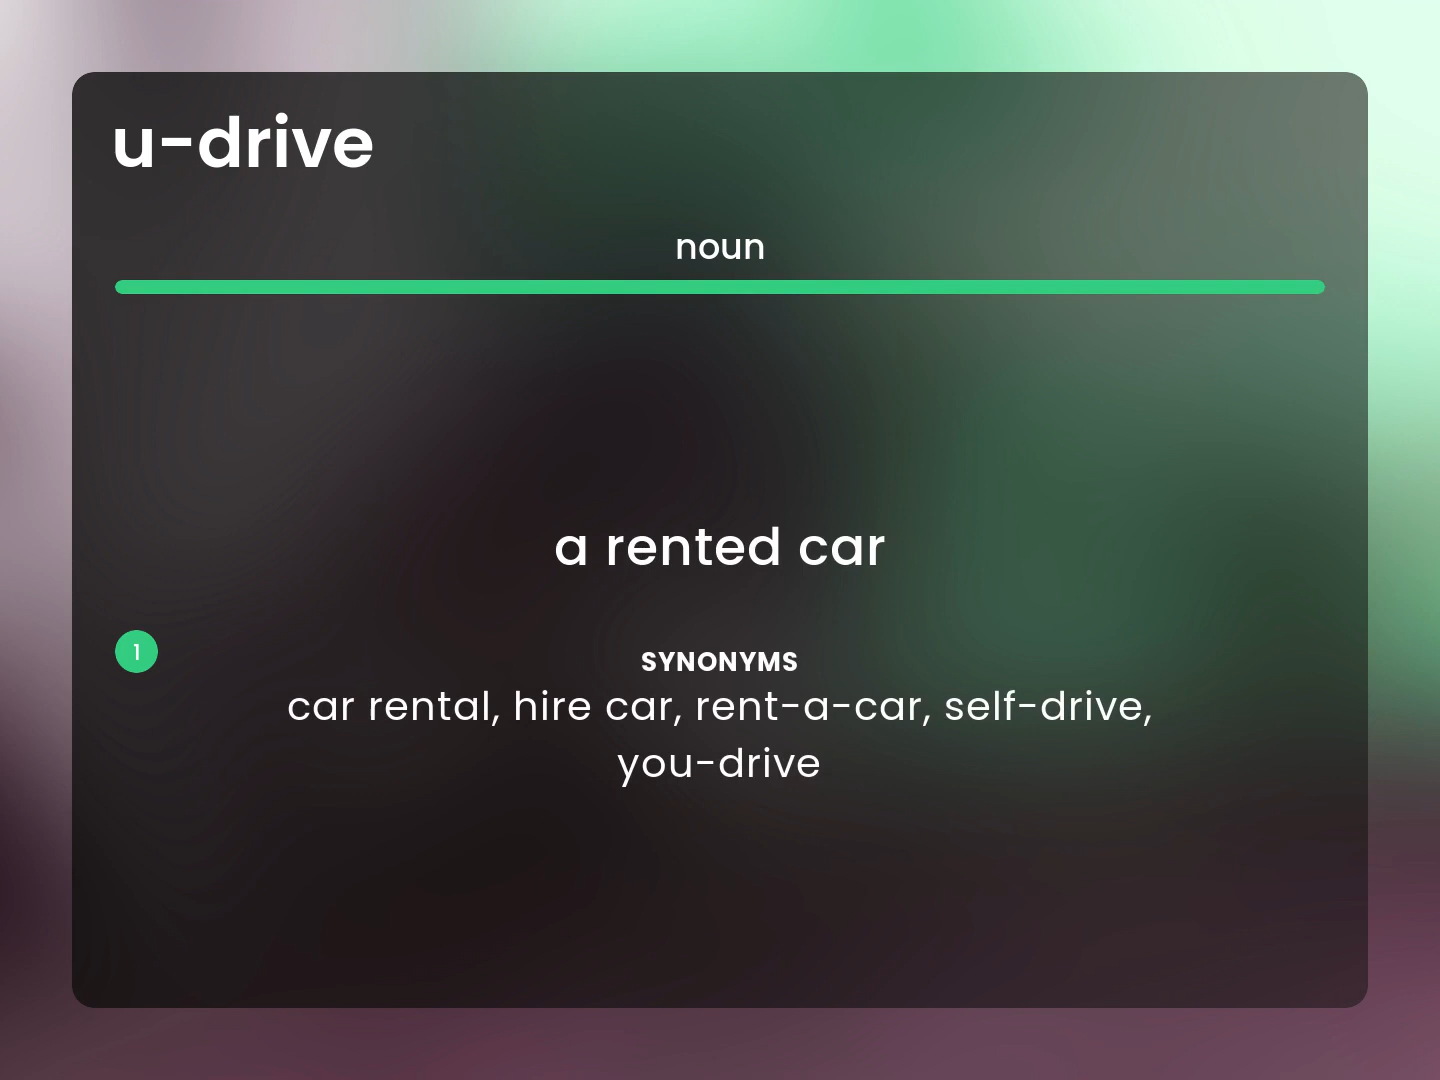 u-drive
noun
a rented car
1
SYNONYMS
car rental, hire car, rent-a-car, self-drive,
you-drive